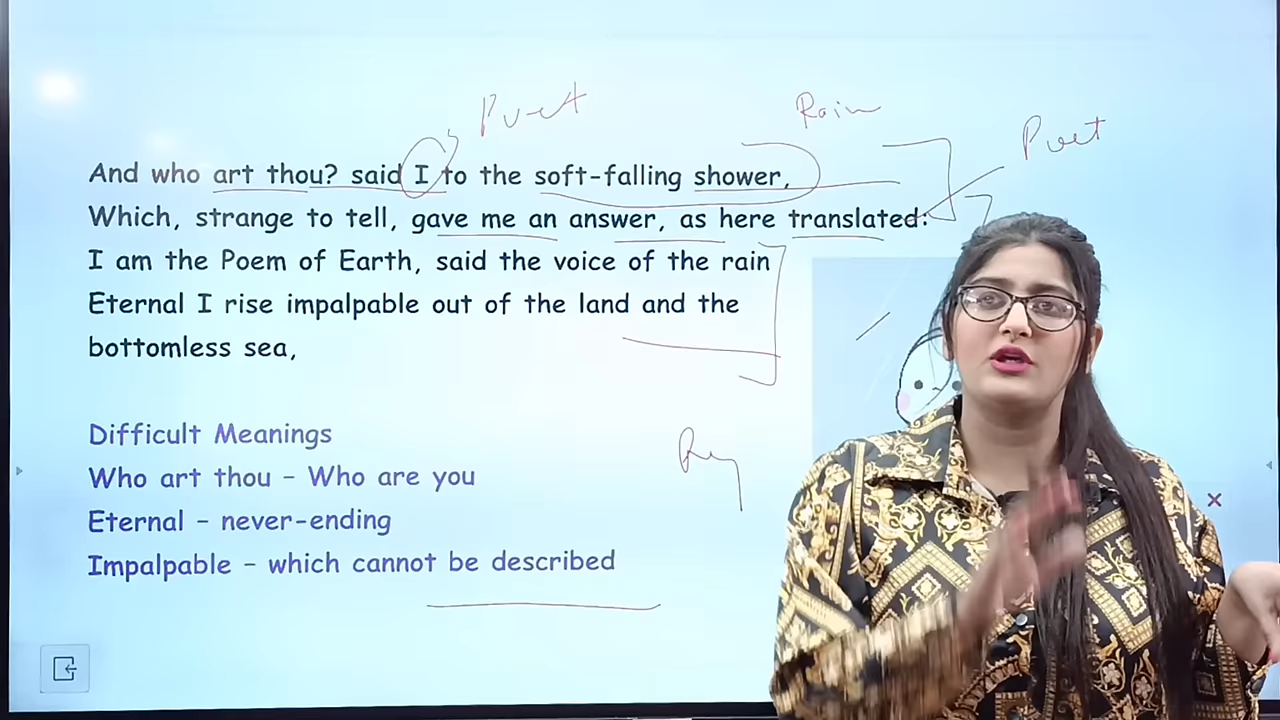 Poet
Rain
Poet
And who art thou? said I to the soft-falling shower,
Which, strange to tell, gave me an answer, as here translated:
I am the Poem of Earth, said the voice of the rain
Eternal I rise impalpable out of the land and the
bottomless sea,
Difficult Meanings
Who art thou - Who are you
Eternal - never-ending
Impalpable - which cannot be described